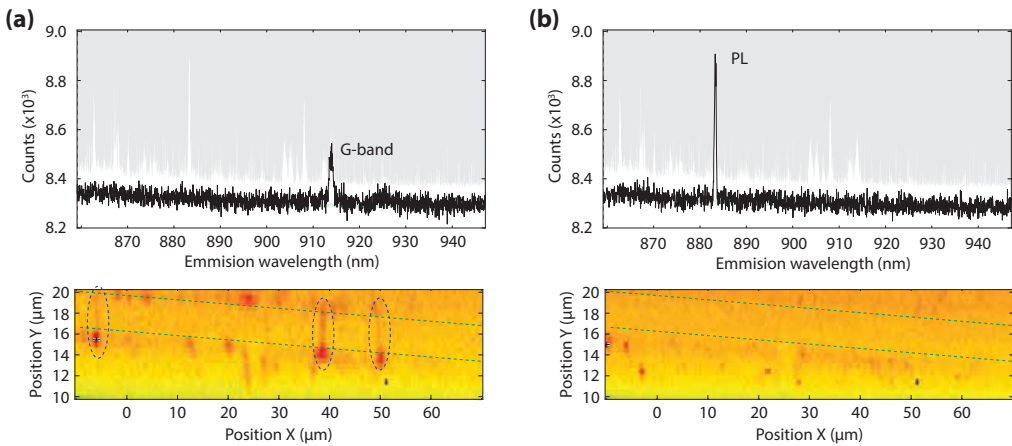 (a)
9.0
8.8
8.6
8.4
8.2
Counts (x10³)
G-band
870 880 890 900 910 920 930 940
Emmision wavelength (nm)
20
18
16
14
12
10
Position Y (μm)
0 10 20 30 40 50 60
Position X (μm)
(b)
9.0
8.8
8.6
8.4
8.2
Counts (x10³)
PL
870 880 890 900 910 920 930 940
Emmision wavelength (nm)
20
18
16
14
12
10
Position Y (μm)
0 10 20 30 40 50 60
Position X (μm)